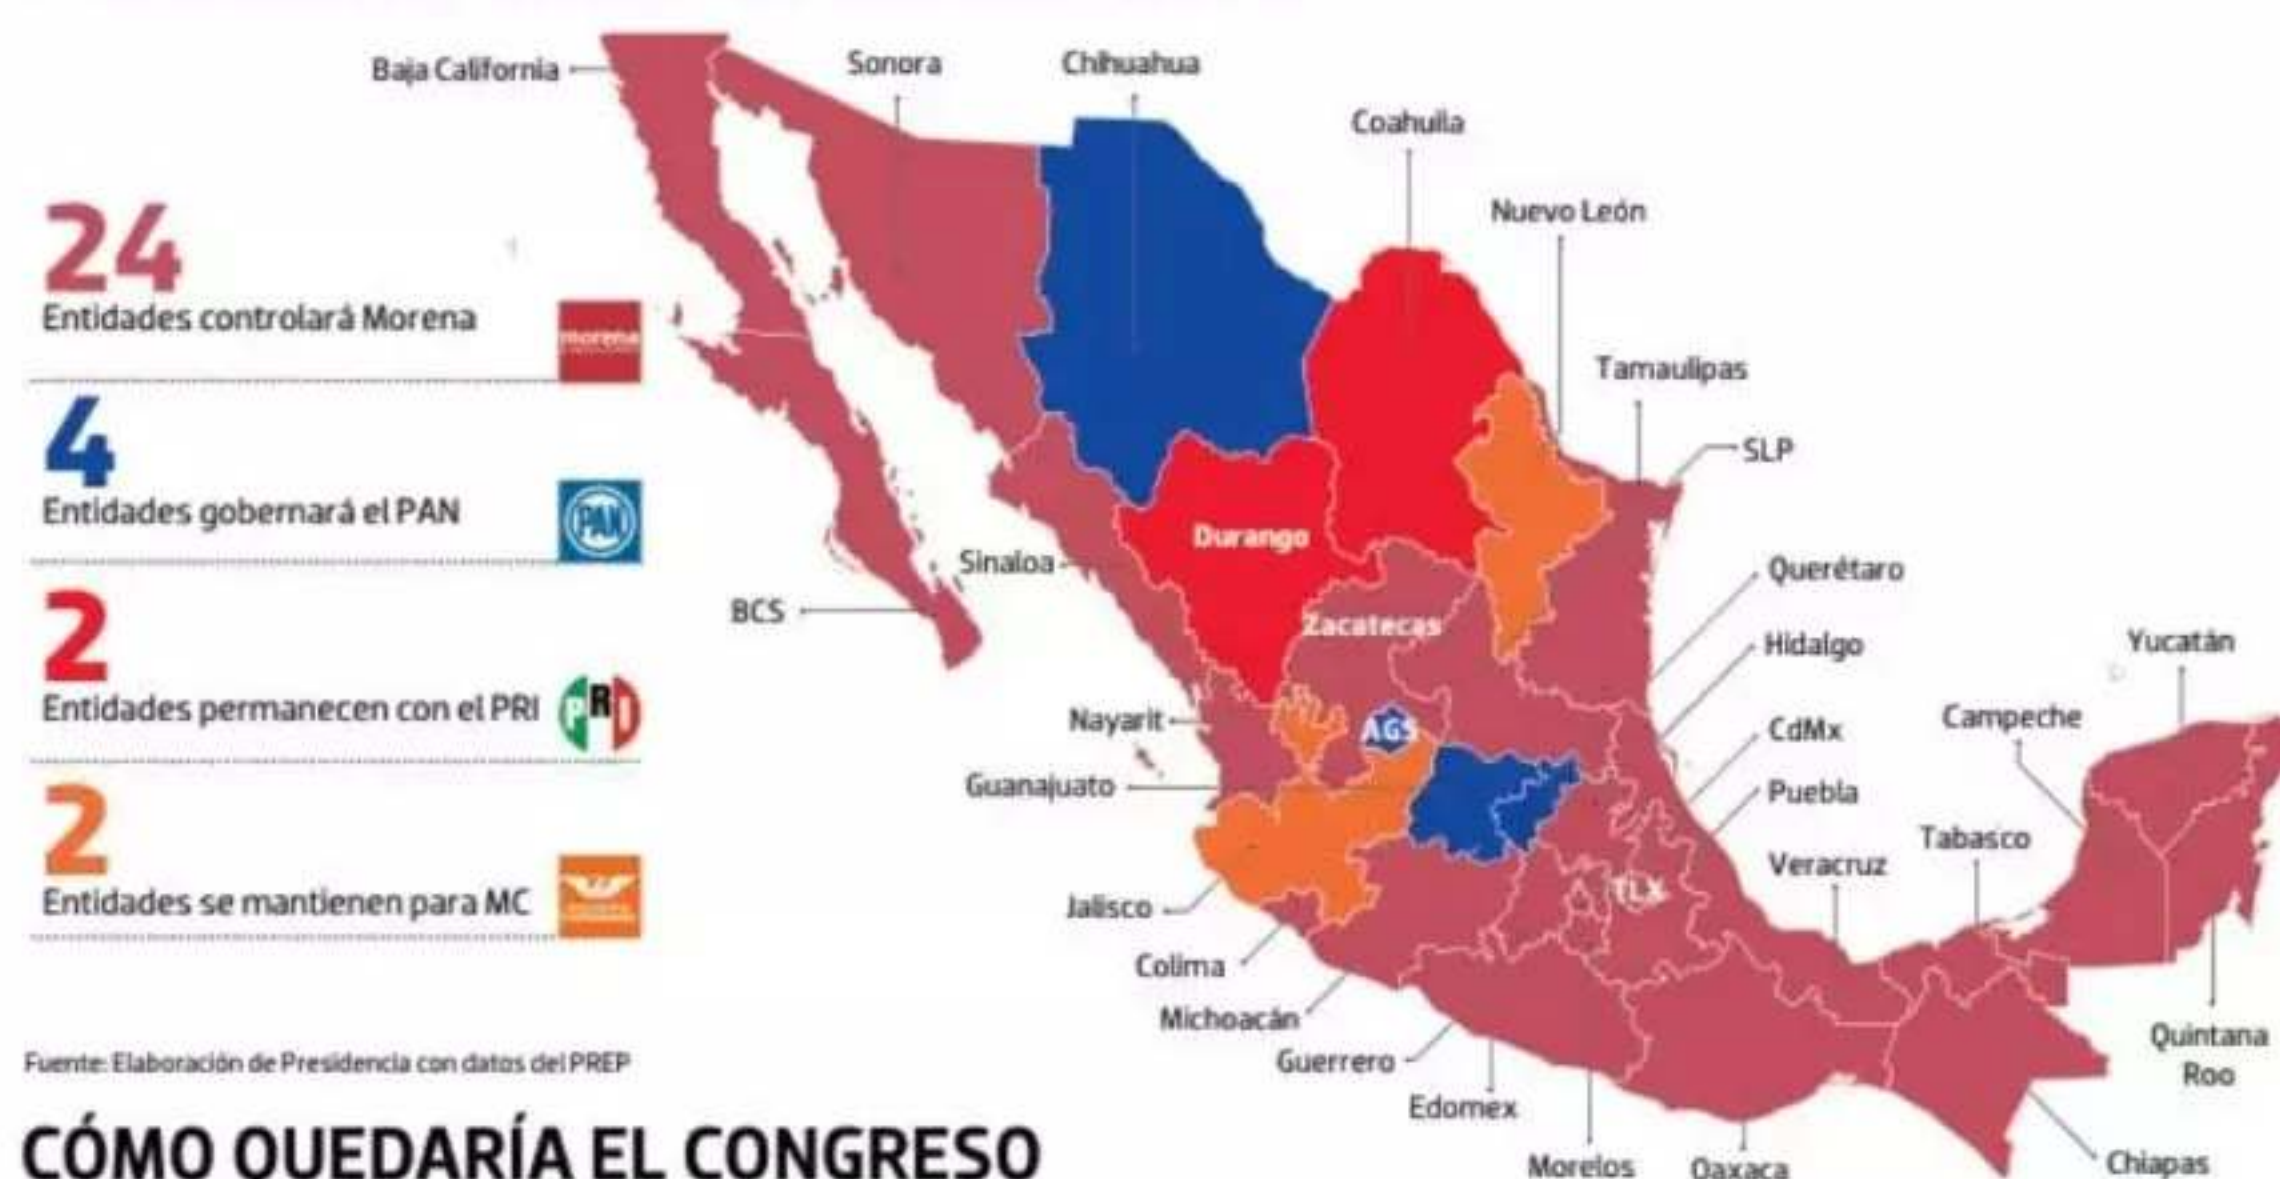 Baja California
Sonora
Chihuahua
Coahuila
Nuevo León
Tamaulipas
SLP
24
Entidades controlará Morena
morena
4
Entidades gobernará el PAN
PAN
2
Entidades permanecen con el PRI
PRI
2
Entidades se mantienen para MC
Durango
Sinaloa
BCS
Zacatecas
Querétaro
Hidalgo
Yucatán
Nayarit
AGS
CdMx
Campeche
Guanajuato
Puebla
Tabasco
Veracruz
Jalisco
TLX
Colima
Michoacán
Guerrero
Edomex
Morelos
Oaxaca
Quintana
Roo
Chiapas
Fuente: Elaboración de Presidencia con datos del PREP
CÓMO QUEDARÍA EL CONGRESO